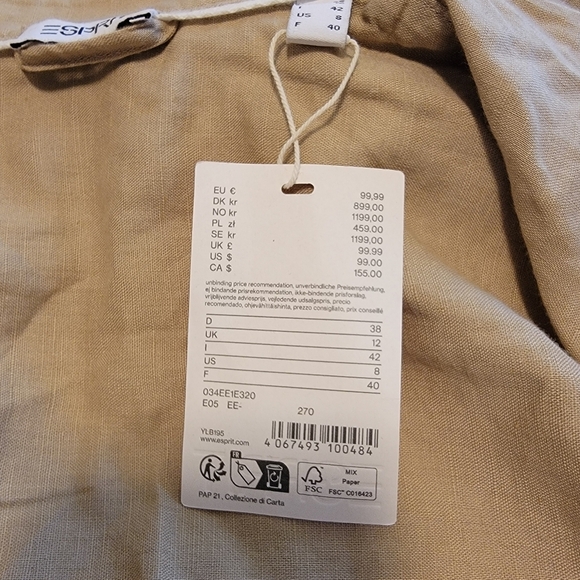 ESPRIT
42
US 8
F 40
EU € 99,99
DK kr 899,00
NO kr 1199,00
PL zł 459.00
SE kr 1199,00
UK £ 99.99
US $ 99.00
CA $ 155.00
unbinding price recommendation, unverbindliche Preisempfehlung,
ej bindande prisrekommendation, ikke-bindende prisforslag,
vrijblijvende adviesprijs, vejledende udsalgspris, precio
recomendado, ohjevähittäishinta, prezzo consigliato, prix conseillé
D 38
UK 12
I 42
US 8
F 40
034EE1E320
E05 EE- 270
YLB195
www.esprit.com
4 067493 100484
FR
FSC
MIX
Paper
FSC™ C016423
PAP 21, Collezione di Carta